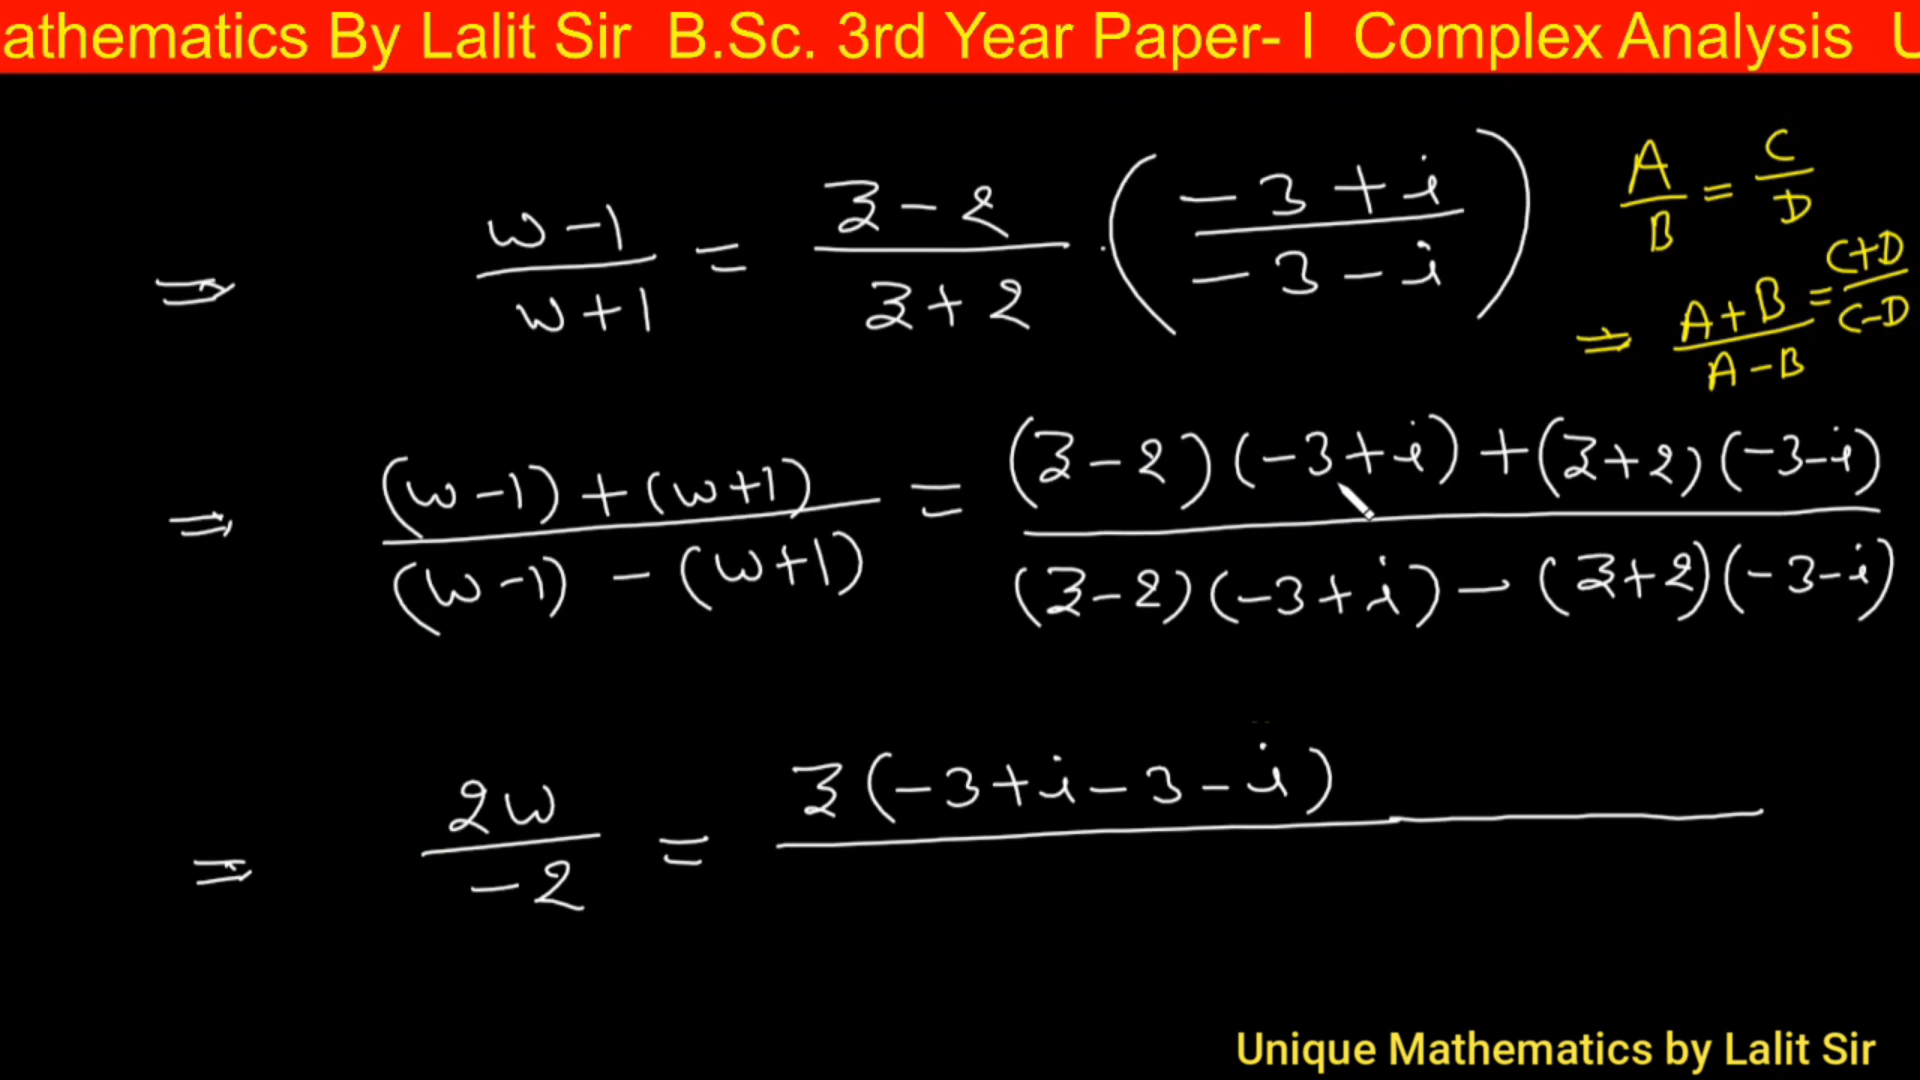 athematics By Lalit Sir B.Sc. 3rd Year Paper- I Complex Analysis U
⇒ (w-1)/(w+1) = (z-2)/(z+2) · ((-3+i)/(-3-i))
A/B = C/D
⇒ (A+B)/(A-B) = (C+D)/(C-D)
⇒ ((w-1)+(w+1))/((w-1)-(w+1)) = ((z-2)(-3+i)+(z+2)(-3-i))/((z-2)(-3+i)-(z+2)(-3-i))
⇒ 2w/-2 = z(-3+i-3-i)
Unique Mathematics by Lalit Sir